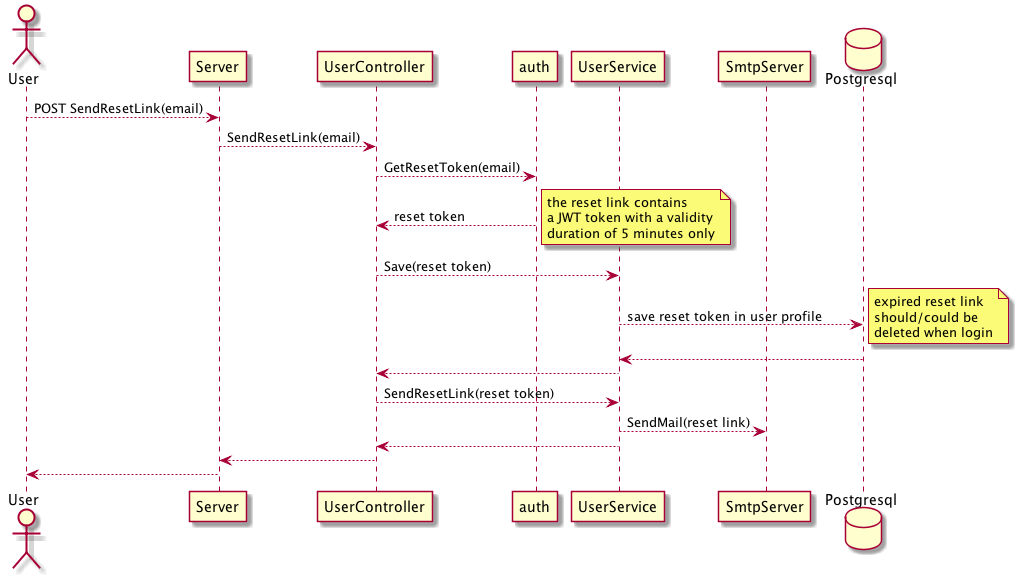 User
Server
UserController
auth
UserService
SmtpServer
Postgresql
POST SendResetLink(email)
SendResetLink(email)
GetResetToken(email)
the reset link contains
a JWT token with a validity
duration of 5 minutes only
reset token
Save(reset token)
save reset token in user profile
expired reset link
should/could be
deleted when login
SendResetLink(reset token)
SendMail(reset link)
User
Server
UserController
auth
UserService
SmtpServer
Postgresql